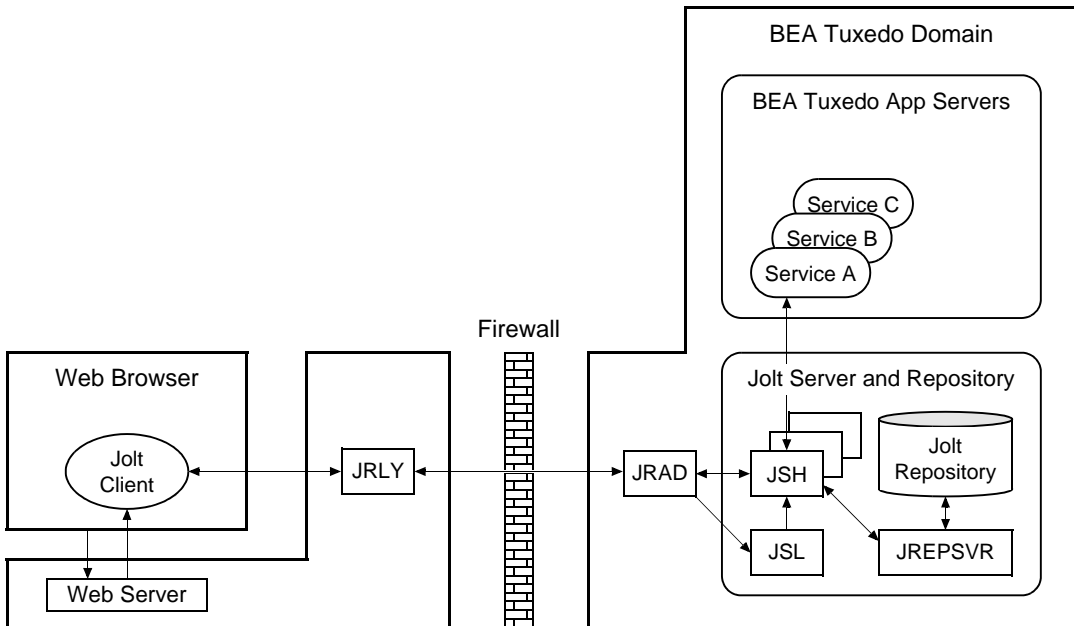 BEA Tuedo Domain
BEA Tuxedo App Servers
Service C
Service B
Service A
Firewall
Web Browser
Jolt Server and Repository
Jolt
Client
JRLY
JRAD
JSH
Jolt
Repository
JSL
JREPSVR
Web Server